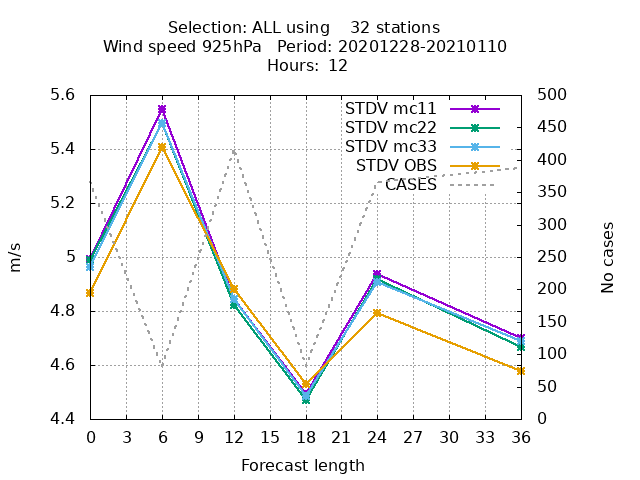 Selection: ALL using    32 stations
Wind speed 925hPa   Period: 20201228-20210110
Hours: 12
5.6
5.4
5.2
5
4.8
4.6
4.4
m/s
500
450
400
350
300
250
200
150
100
50
0
No cases
STDV mc11
STDV mc22
STDV mc33
STDV OBS
CASES
0 3 6 9 12 15 18 21 24 27 30 33 36
Forecast length